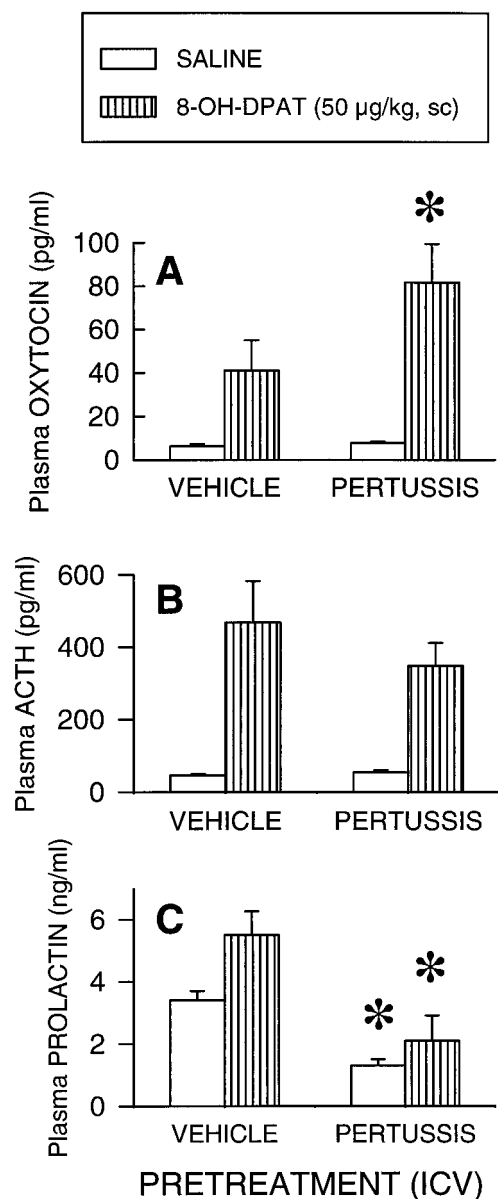 SALINE
8-OH-DPAT (50 µg/kg, sc)
Plasma OXYTOCIN (pg/ml)
A
*
100
80
60
40
20
0
VEHICLE
PERTUSSIS
Plasma ACTH (pg/ml)
B
600
400
200
0
VEHICLE
PERTUSSIS
Plasma PROLACTIN (ng/ml)
C
6
4
2
0
*
*
VEHICLE
PERTUSSIS
PRETREATMENT (ICV)